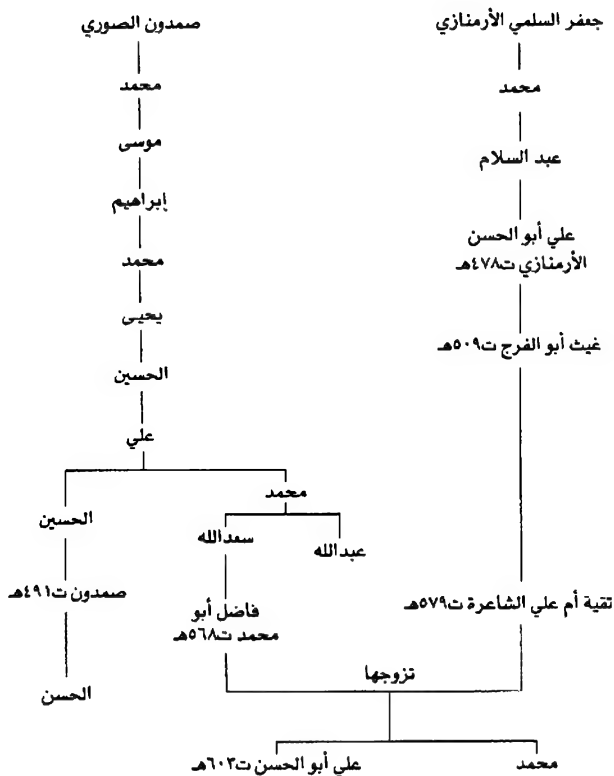 جعفر السلمي الأرمنازي
صمدون الصوري
محمد
محمد
موسى
عبد السلام
إبراهيم
علي أبو الحسن
الأرمنازي ت٤٧٨هـ
محمد
يحيى
غيث أبو الفرج ت٥٠٩هـ
الحسين
علي
محمد
الحسين
سعدالله
عبدالله
صمدون ت٤٩١هـ
فاضل أبو
محمد ت٥٦٨هـ
تقية أم علي الشاعرة ت٥٧٩هـ
تزوجها
الحسن
محمد
علي أبو الحسن ت٦٠٣هـ